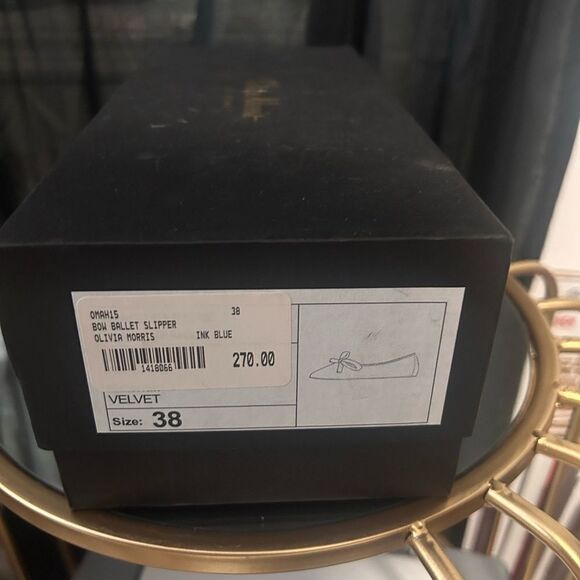 OMAH15 38
BOW BALLET SLIPPER
OLIVIA MORRIS INK BLUE
270.00
1418066
VELVET
Size: 38